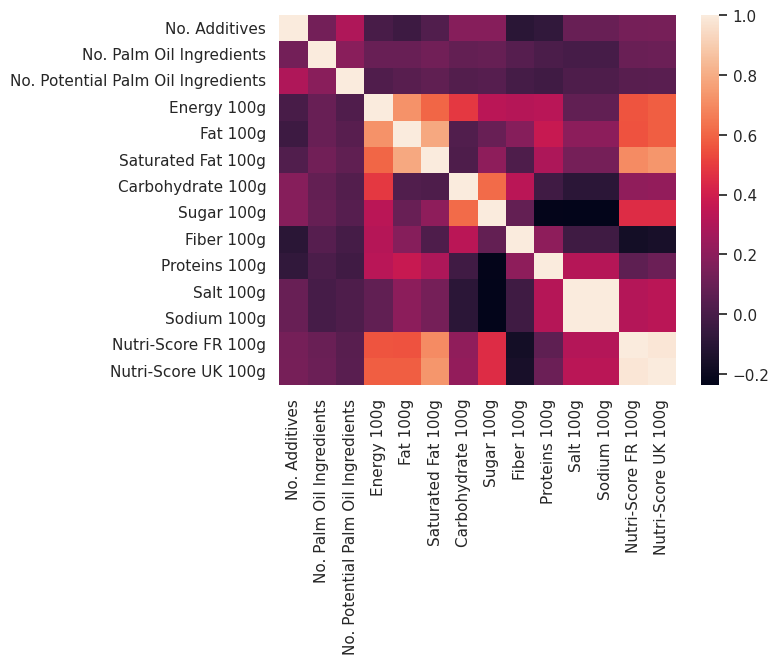 No. Additives
No. Palm Oil Ingredients
No. Potential Palm Oil Ingredients
Energy 100g
Fat 100g
Saturated Fat 100g
Carbohydrate 100g
Sugar 100g
Fiber 100g
Proteins 100g
Salt 100g
Sodium 100g
Nutri-Score FR 100g
Nutri-Score UK 100g
No. Additives
No. Palm Oil Ingredients
No. Potential Palm Oil Ingredients
Energy 100g
Fat 100g
Saturated Fat 100g
Carbohydrate 100g
Sugar 100g
Fiber 100g
Proteins 100g
Salt 100g
Sodium 100g
Nutri-Score FR 100g
Nutri-Score UK 100g
1.0
0.8
0.6
0.4
0.2
0.0
−0.2